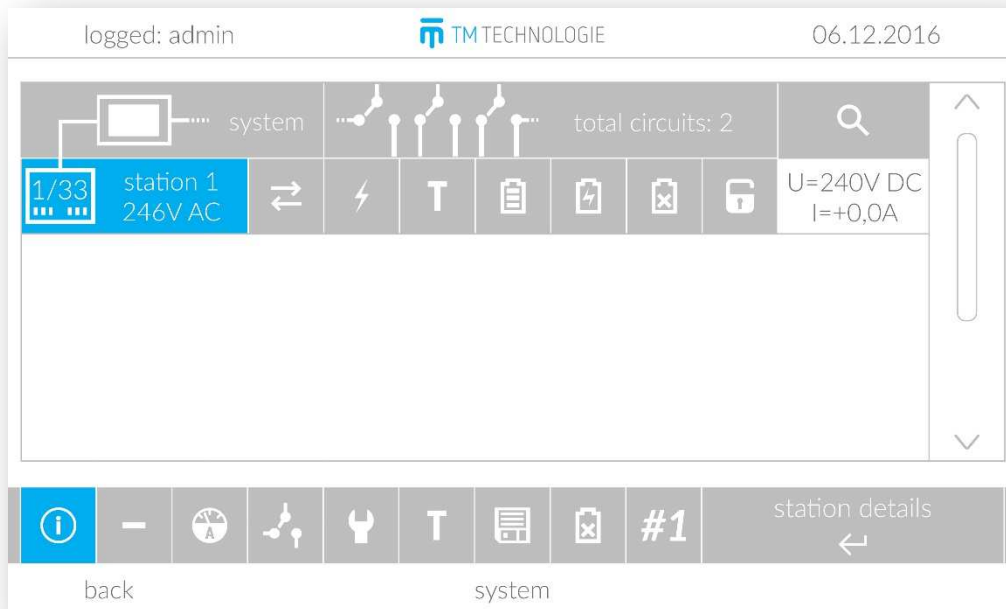 logged: admin
TM TECHNOLOGIE
06.12.2016
system
total circuits: 2
1/33
station 1
246V AC
T
U=240V DC
I=+0,0A
A
T
#1
station details
back
system